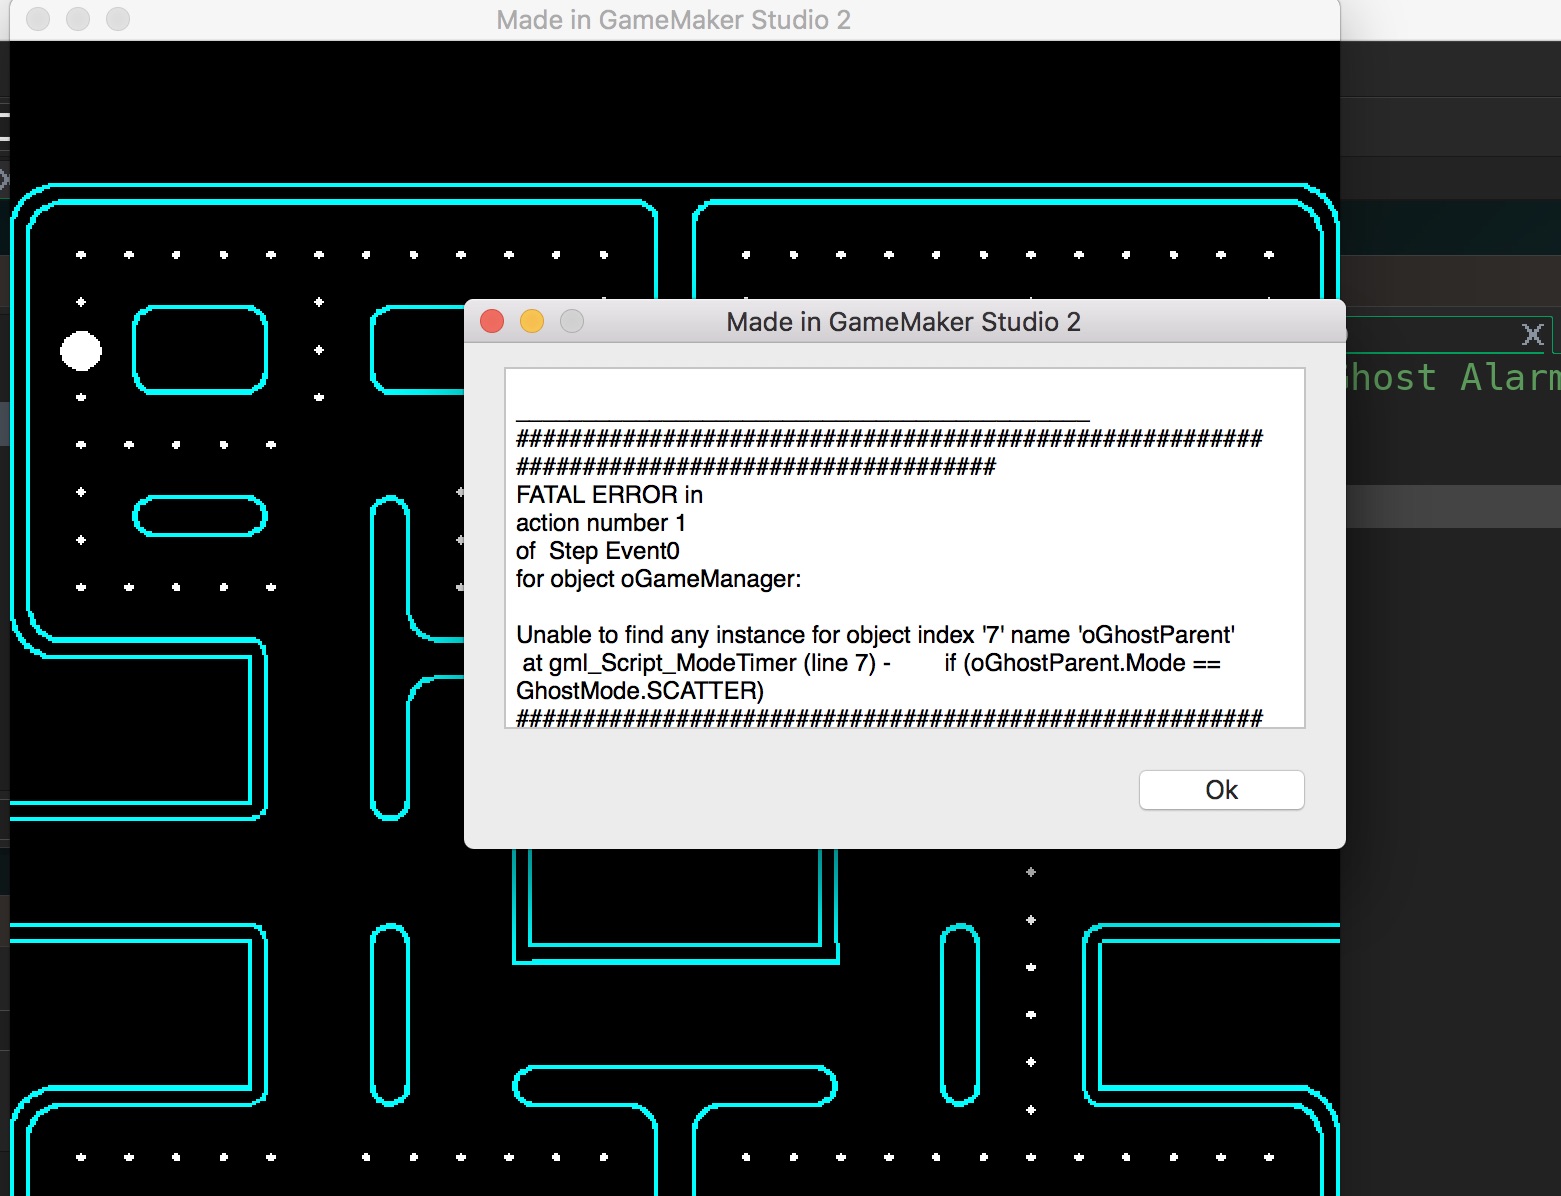 Made in GameMaker Studio 2
Made in GameMaker Studio 2
X
Ghost Alarm
___________________________________________
########################################################
####################################
FATAL ERROR in
action number 1
of  Step Event0
for object oGameManager:
Unable to find any instance for object index '7' name 'oGhostParent'
 at gml_Script_ModeTimer (line 7) -        if (oGhostParent.Mode ==
GhostMode.SCATTER)
########################################################
Ok